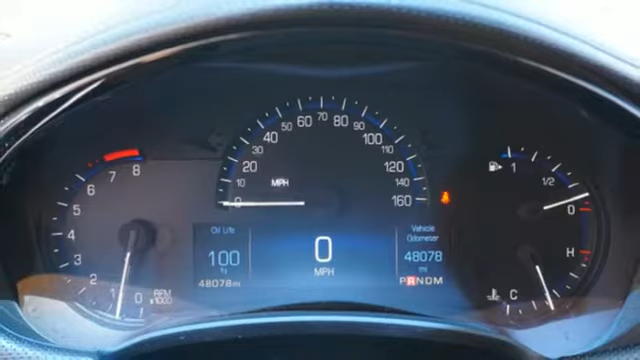 8
7
6
5
4
3
2
1
0
RPM
x1000
0
10
20
30
40
50
60
70
80
90
100
110
120
140
160
MPH
Oil Life
100
%
48078 mi
0
MPH
Vehicle
Odometer
48078
mi
PRNDM
1
1/2
0
H
C